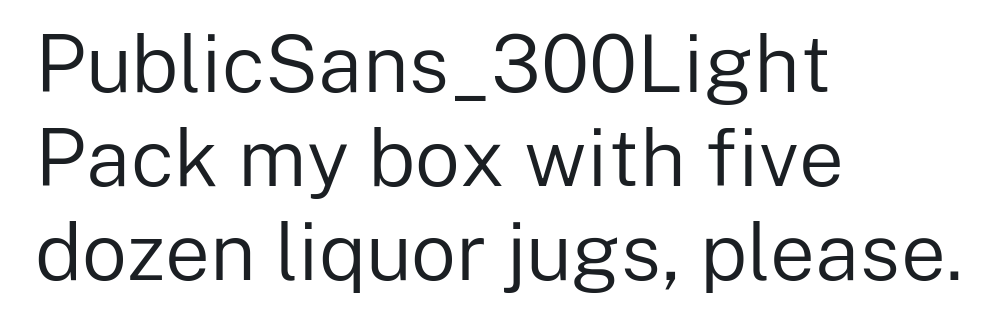 PublicSans_300Light
Pack my box with five
dozen liquor jugs, please.